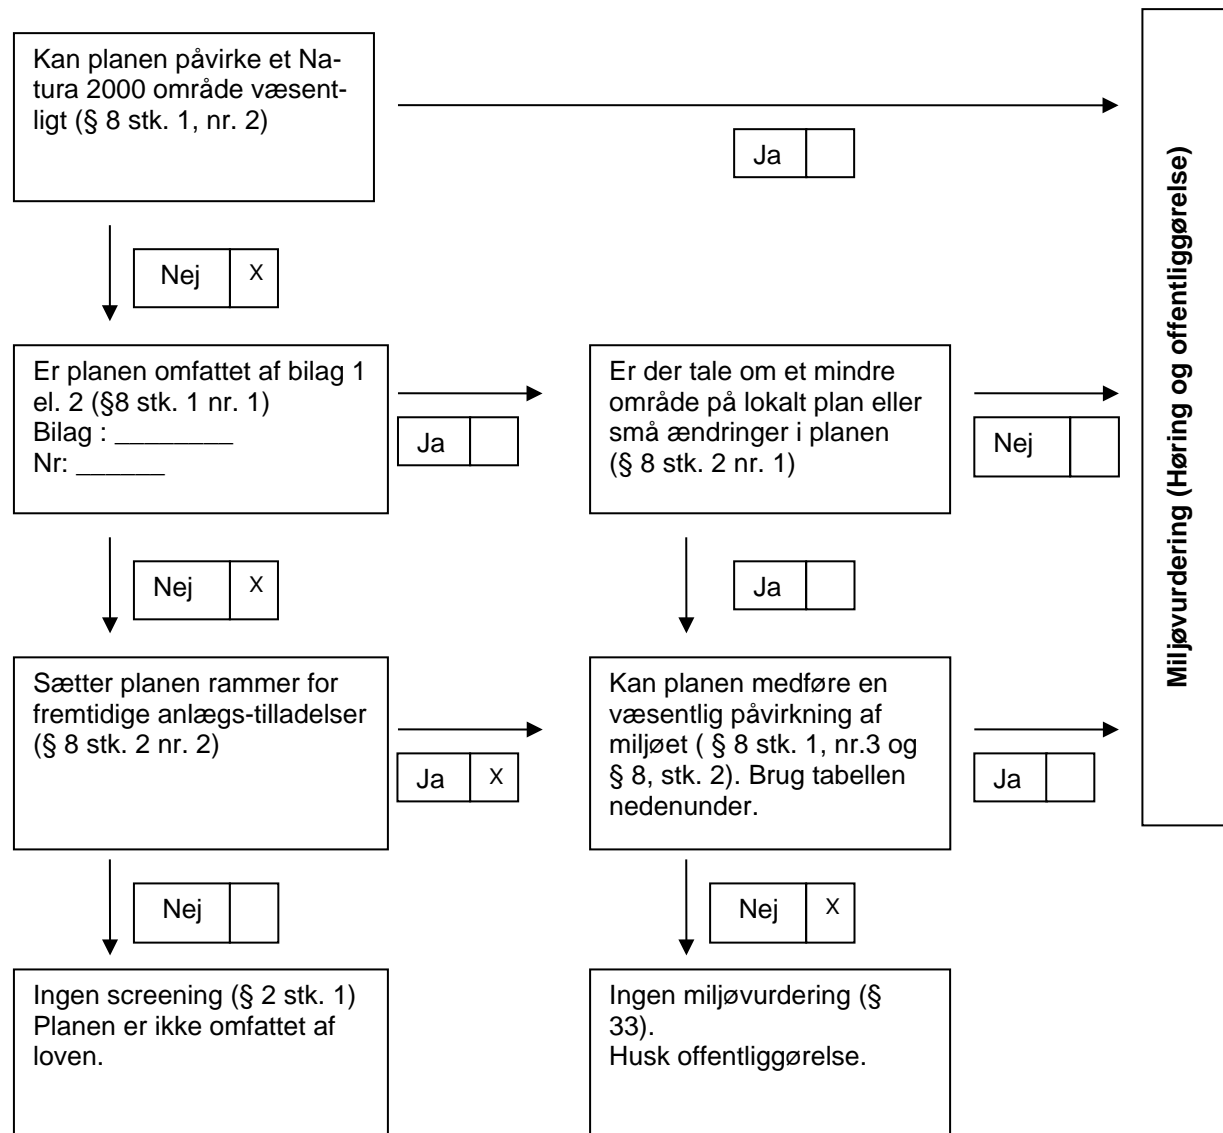 Kan planen påvirke et Na-
tura 2000 område væsent-
ligt (§ 8 stk. 1, nr. 2)
Ja
Nej X
Er planen omfattet af bilag 1
el. 2 (§8 stk. 1 nr. 1)
Bilag : ________
Nr: ______
Ja
Er der tale om et mindre
område på lokalt plan eller
små ændringer i planen
(§ 8 stk. 2 nr. 1)
Nej
Nej X
Ja
Sætter planen rammer for
fremtidige anlægs-tilladelser
(§ 8 stk. 2 nr. 2)
Ja X
Kan planen medføre en
væsentlig påvirkning af
miljøet ( § 8 stk. 1, nr.3 og
§ 8, stk. 2). Brug tabellen
nedenunder.
Ja
Nej
Nej X
Ingen screening (§ 2 stk. 1)
Planen er ikke omfattet af
loven.
Ingen miljøvurdering (§
33).
Husk offentliggørelse.
Miljøvurdering (Høring og offentliggørelse)